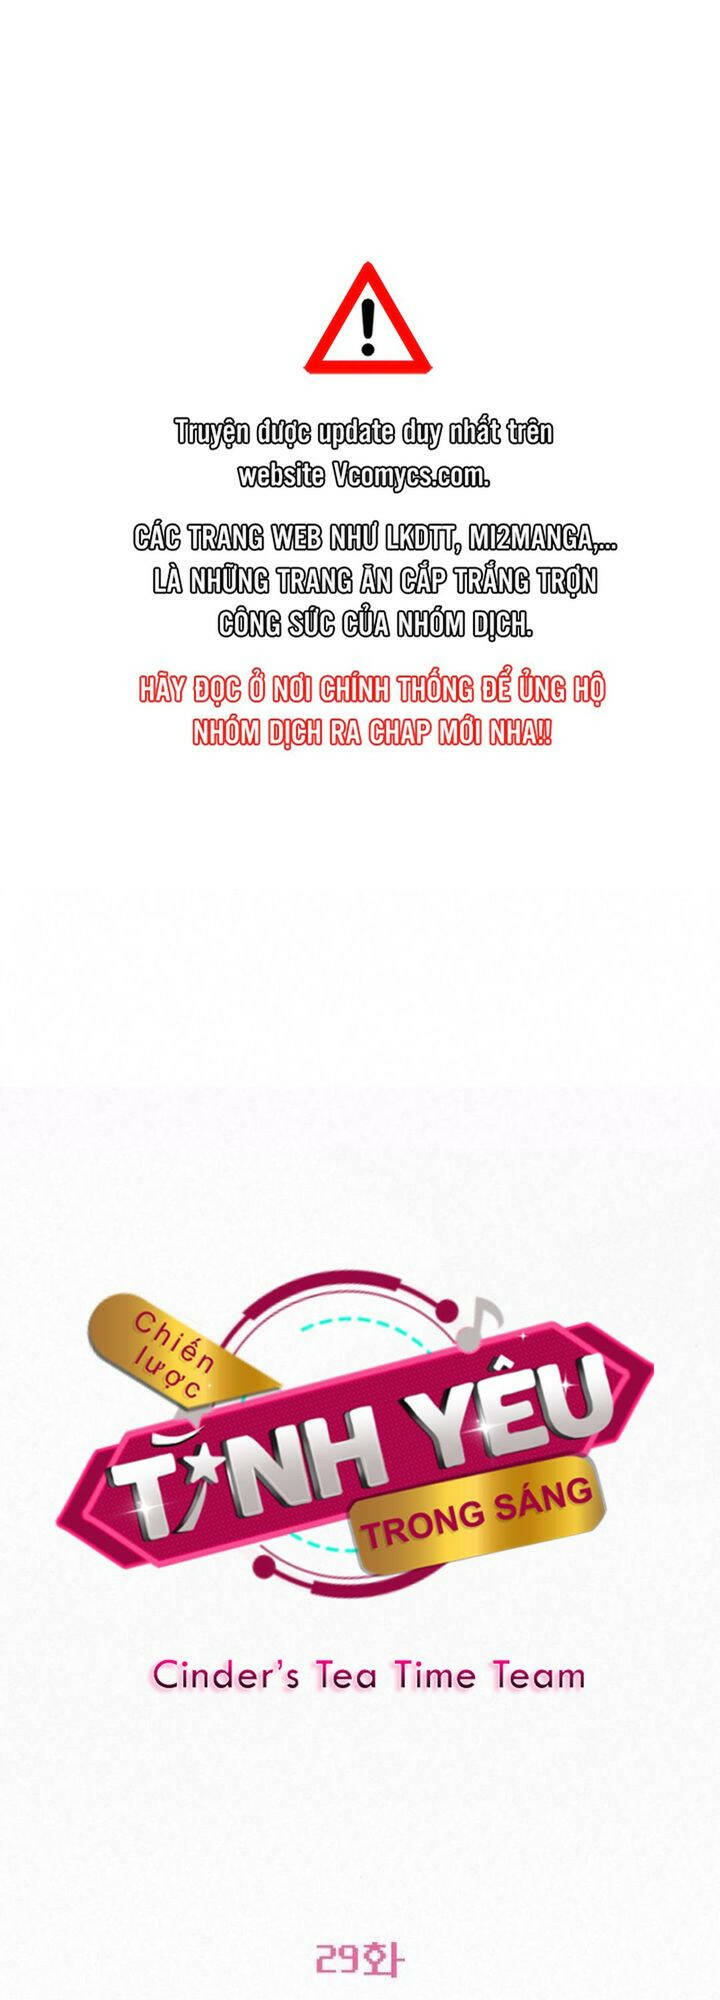 Truyện được update duy nhất trên
website Vcomycs.com.
CÁC TRANG WEB NHƯ LKDTT, MI2MANGA,...
LÀ NHỮNG TRANG ĂN CẮP TRẮNG TRỢN
CÔNG SỨC CỦA NHÓM DỊCH.
HÃY ĐỌC Ở NƠI CHÍNH THỐNG ĐỂ ỦNG HỘ
NHÓM DỊCH RA CHAP MỚI NHA!!
Chiến
lược
TÌNH YÊU
TRONG SÁNG
Cinder's Tea Time Team
29화